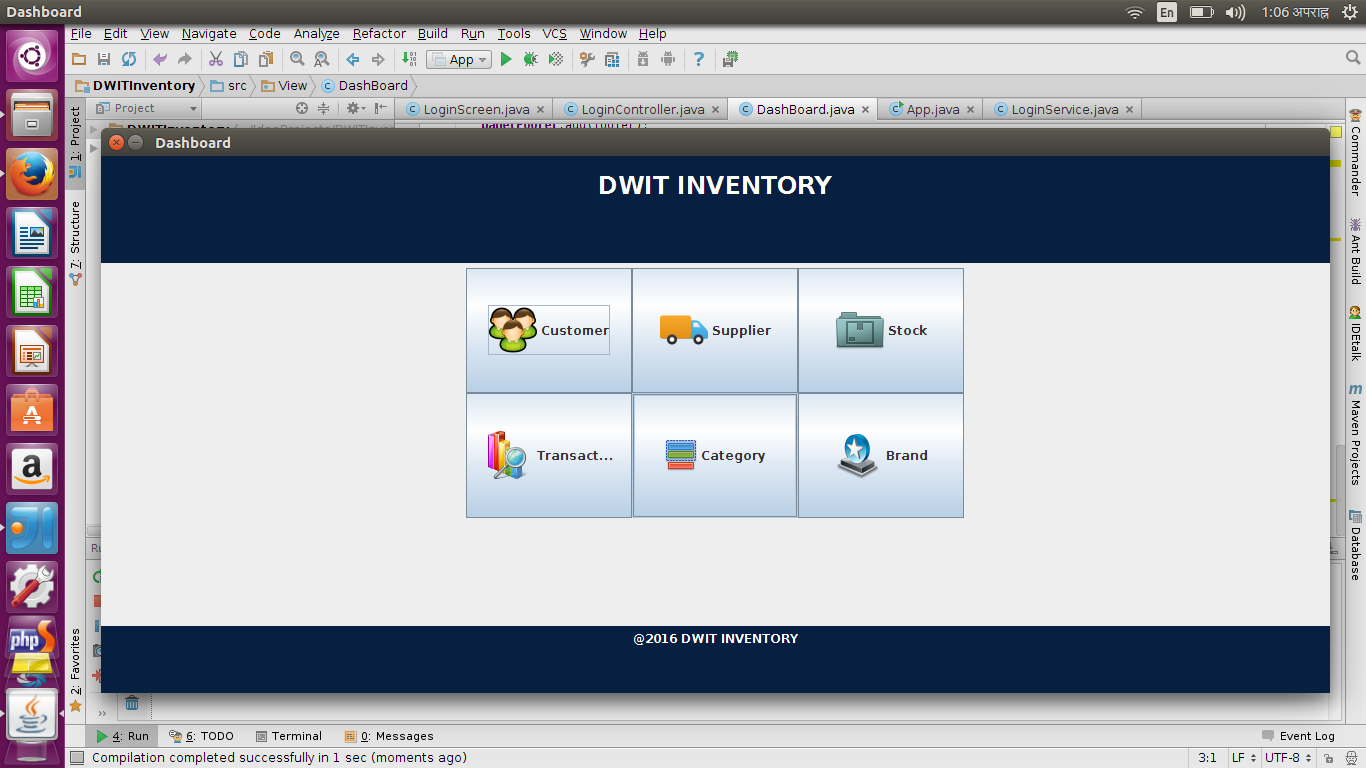 Dashboard
En
1:06 अपराह्न
File Edit View Navigate Code Analyze Refactor Build Run Tools VCS Window Help
App
DWITInventory src View DashBoard
Project LoginScreen.java LoginController.java DashBoard.java App.java LoginService.java
1: Project
7: Structure
2: Favorites
Dashboard
DWIT INVENTORY
Customer Supplier Stock
Transact... Category Brand
@2016 DWIT INVENTORY
Commander
Ant Build
IDEtalk
Maven Projects
Database
4: Run 6: TODO Terminal 0: Messages Event Log
Compilation completed successfully in 1 sec (moments ago) 3:1 LF UTF-8